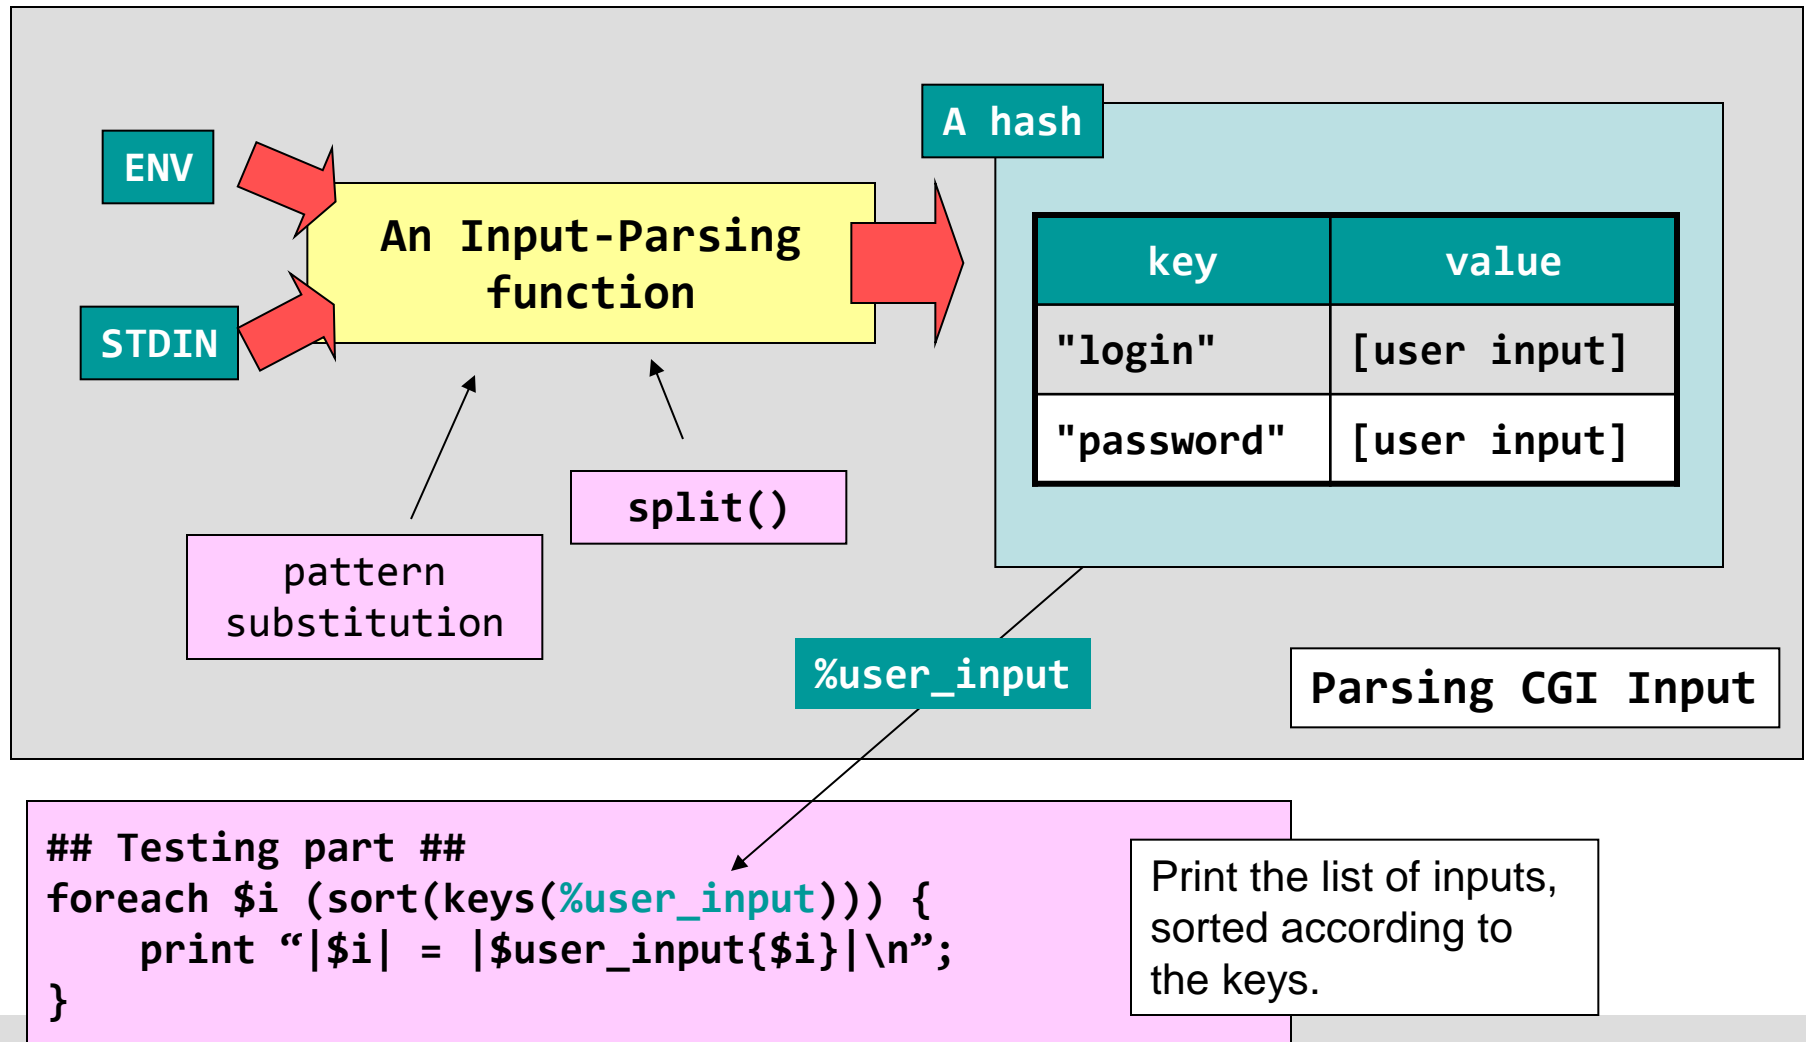 A hash
ENV
An Input-Parsing
function
STDIN
key value
"login" [user input]
"password" [user input]
split()
pattern
substitution
%user_input
Parsing CGI Input
## Testing part ##
foreach $i (sort(keys(%user_input))) {
    print “|$i| = |$user_input{$i}|\n”;
}
Print the list of inputs,
sorted according to
the keys.